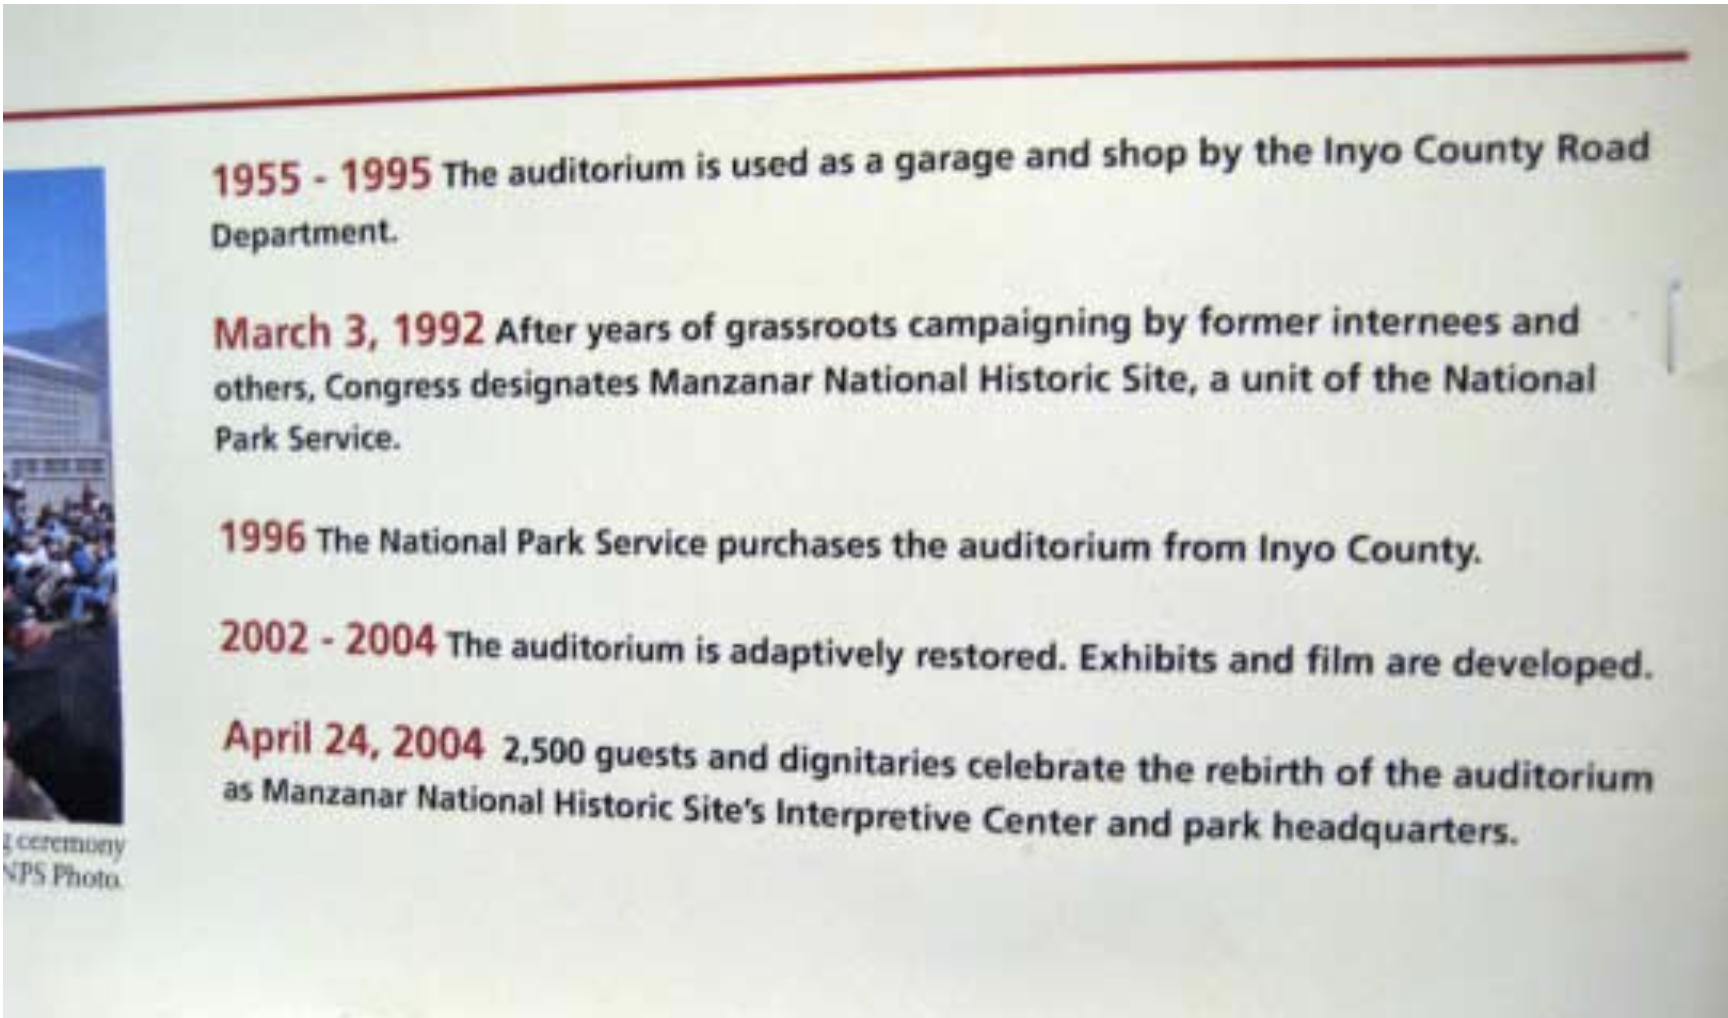 1955 - 1995 The auditorium is used as a garage and shop by the Inyo County Road
Department.
March 3, 1992 After years of grassroots campaigning by former internees and
others, Congress designates Manzanar National Historic Site, a unit of the National
Park Service.
1996 The National Park Service purchases the auditorium from Inyo County.
2002 - 2004 The auditorium is adaptively restored. Exhibits and film are developed.
April 24, 2004 2,500 guests and dignitaries celebrate the rebirth of the auditorium
as Manzanar National Historic Site's Interpretive Center and park headquarters.
ceremony
NPS Photo.